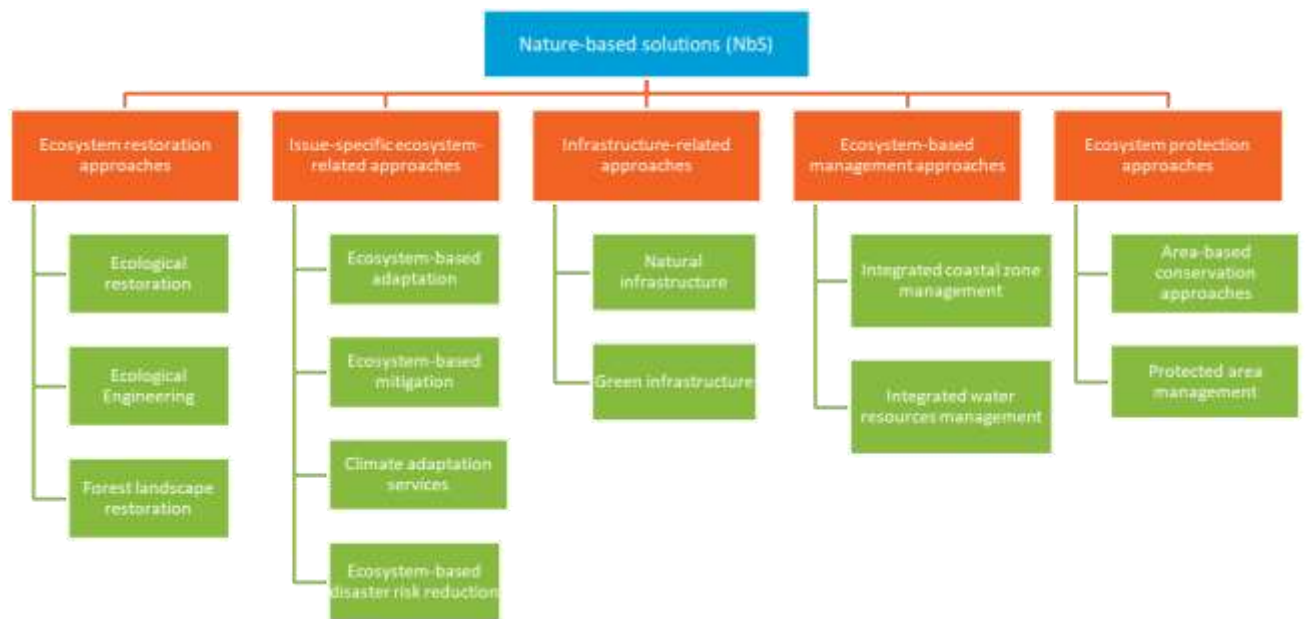 Nature-based solutions (NbS)
Ecosystem restoration
approaches
Issue-specific ecosystem-
related approaches
Infrastructure-related
approaches
Ecosystem-based
management approaches
Ecosystem protection
approaches
Ecological
restoration
Ecological
Engineering
Forest landscape
restoration
Ecosystem-based
adaptation
Ecosystem-based
mitigation
Climate adaptation
services
Ecosystem-based
disaster risk reduction
Natural
infrastructure
Green infrastructure
Integrated coastal zone
management
Integrated water
resources management
Area-based
conservation
approaches
Protected area
management